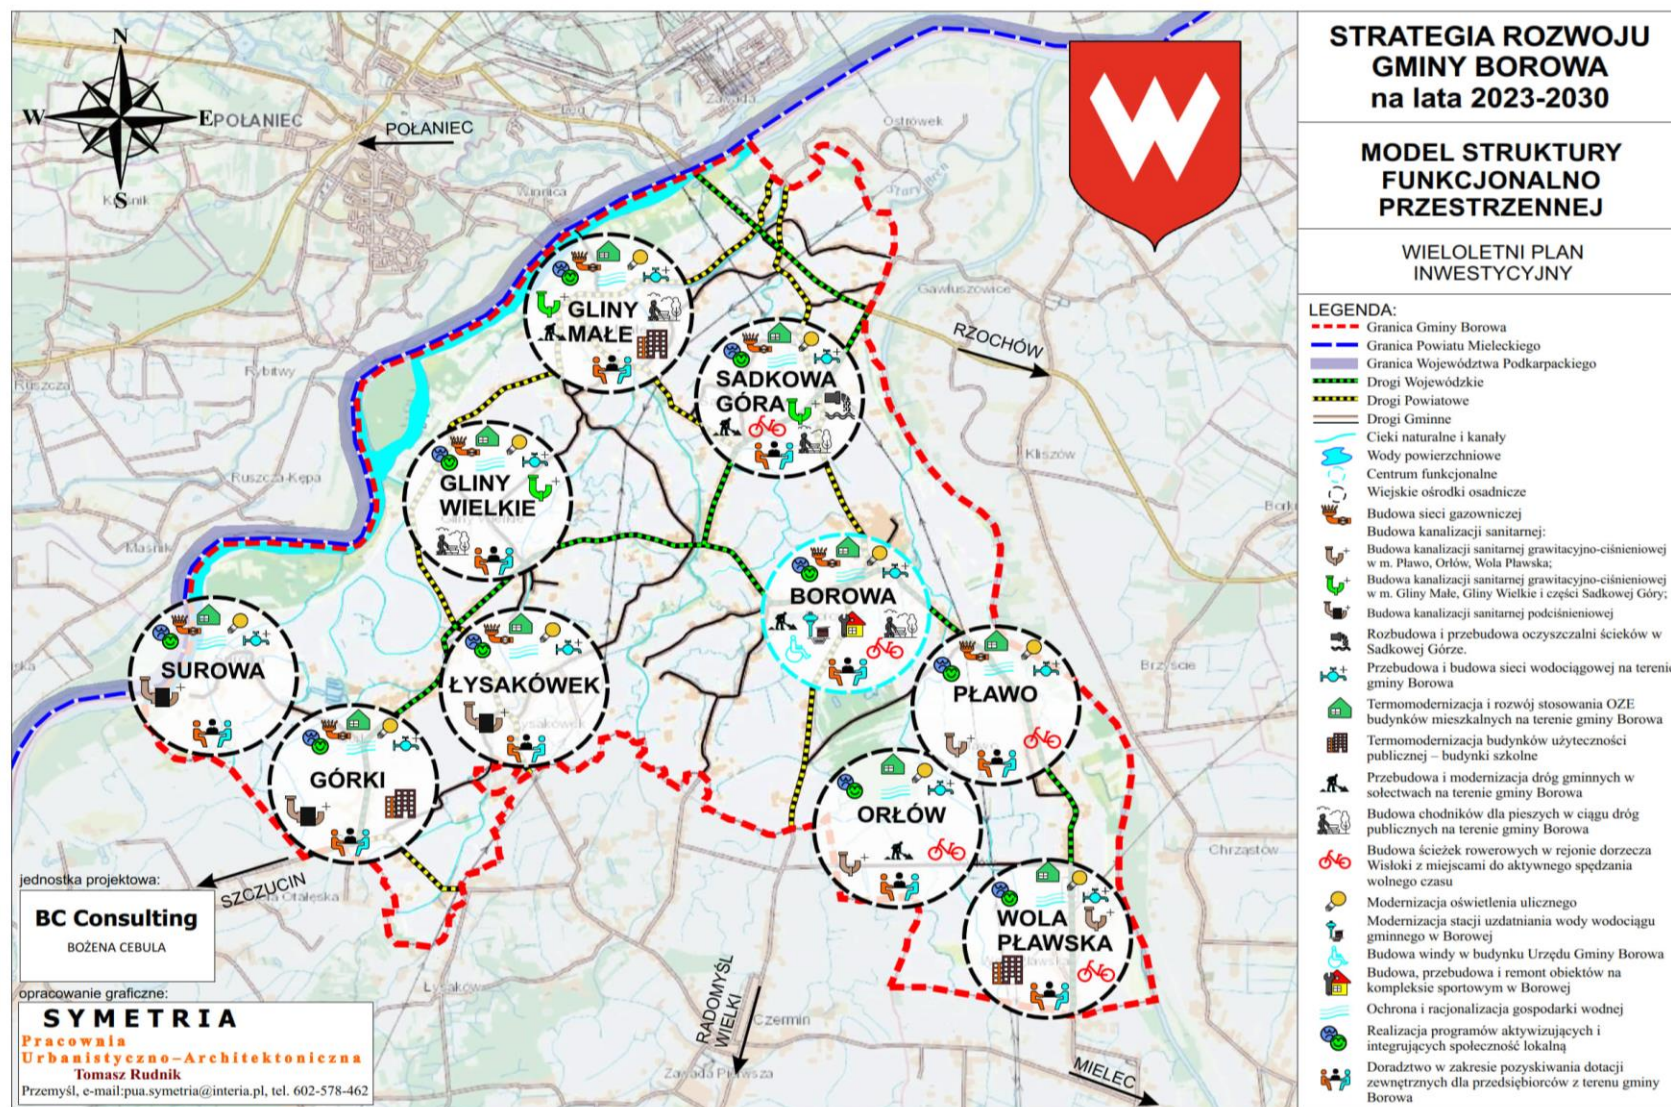 STRATEGIA ROZWOJU
GMINY BOROWA
na lata 2023-2030
MODEL STRUKTURY
FUNKCJONALNO
PRZESTRZENNEJ
WIELOLETNI PLAN
INWESTYCYJNY
LEGENDA:
Granica Gminy Borowa
Granica Powiatu Mieleckiego
Granica Województwa Podkarpackiego
Drogi Wojewódzkie
Drogi Powiatowe
Drogi Gminne
Cieki naturalne i kanały
Wody powierzchniowe
Centrum funkcjonalne
Wiejskie ośrodki osadnicze
Budowa sieci gazowniczej
Budowa kanalizacji sanitarnej:
Budowa kanalizacji sanitarnej grawitacyjno-ciśnieniowej
w m. Pławo, Orłów, Wola Pławska;
Budowa kanalizacji sanitarnej grawitacyjno-ciśnieniowej
w m. Gliny Małe, Gliny Wielkie i części Sadkowej Góry;
Budowa kanalizacji sanitarnej podciśnieniowej
Rozbudowa i przebudowa oczyszczalni ścieków w
Sadkowej Górze.
Przebudowa i budowa sieci wodociągowej na terenie
gminy Borowa
Termomodernizacja i rozwój stosowania OZE
budynków mieszkalnych na terenie gminy Borowa
Termomodernizacja budynków użyteczności
publicznej – budynki szkolne
Przebudowa i modernizacja dróg gminnych w
sołectwach na terenie gminy Borowa
Budowa chodników dla pieszych w ciągu dróg
publicznych na terenie gminy Borowa
Budowa ścieżek rowerowych w rejonie dorzecza
Wisłoki z miejscami do aktywnego spędzania
wolnego czasu
Modernizacja oświetlenia ulicznego
Modernizacja stacji uzdatniania wody wodociągu
gminnego w Borowej
Budowa windy w budynku Urzędu Gminy Borowa
Budowa, przebudowa i remont obiektów na
kompleksie sportowym w Borowej
Ochrona i racjonalizacja gospodarki wodnej
Realizacja programów aktywizujących i
integrujących społeczność lokalną
Doradztwo w zakresie pozyskiwania dotacji
zewnętrznych dla przedsiębiorców z terenu gminy
Borowa
N
W
E
S
POŁANIEC
POŁANIEC
Zawada
Ostrówek
Winnica
Stary Breń
Gawłuszowice
RZOCHÓW
Ruszcza
Rybitwy
GLINY
MAŁE
SADKOWA
GÓRA
Kliszów
Ruszcza-Kępa
GLINY
WIELKIE
Gliny Wielkie
Maśnik
BOROWA
Brzyście
SUROWA
ŁYSAKÓWEK
Łysakówek
PŁAWO
GÓRKI
ORŁÓW
Chrząstów
SZCZUCIN
WOLA
PŁAWSKA
Łysaków
RADOMYŚL
WIELKI
Czermin
Zawada Pierwsza
MIELEC
jednostka projektowa:
BC Consulting
BOŻENA CEBULA
opracowanie graficzne:
SYMETRIA
Pracownia
Urbanistyczno-Architektoniczna
Tomasz Rudnik
Przemyśl, e-mail:pua.symetria@interia.pl, tel. 602-578-462